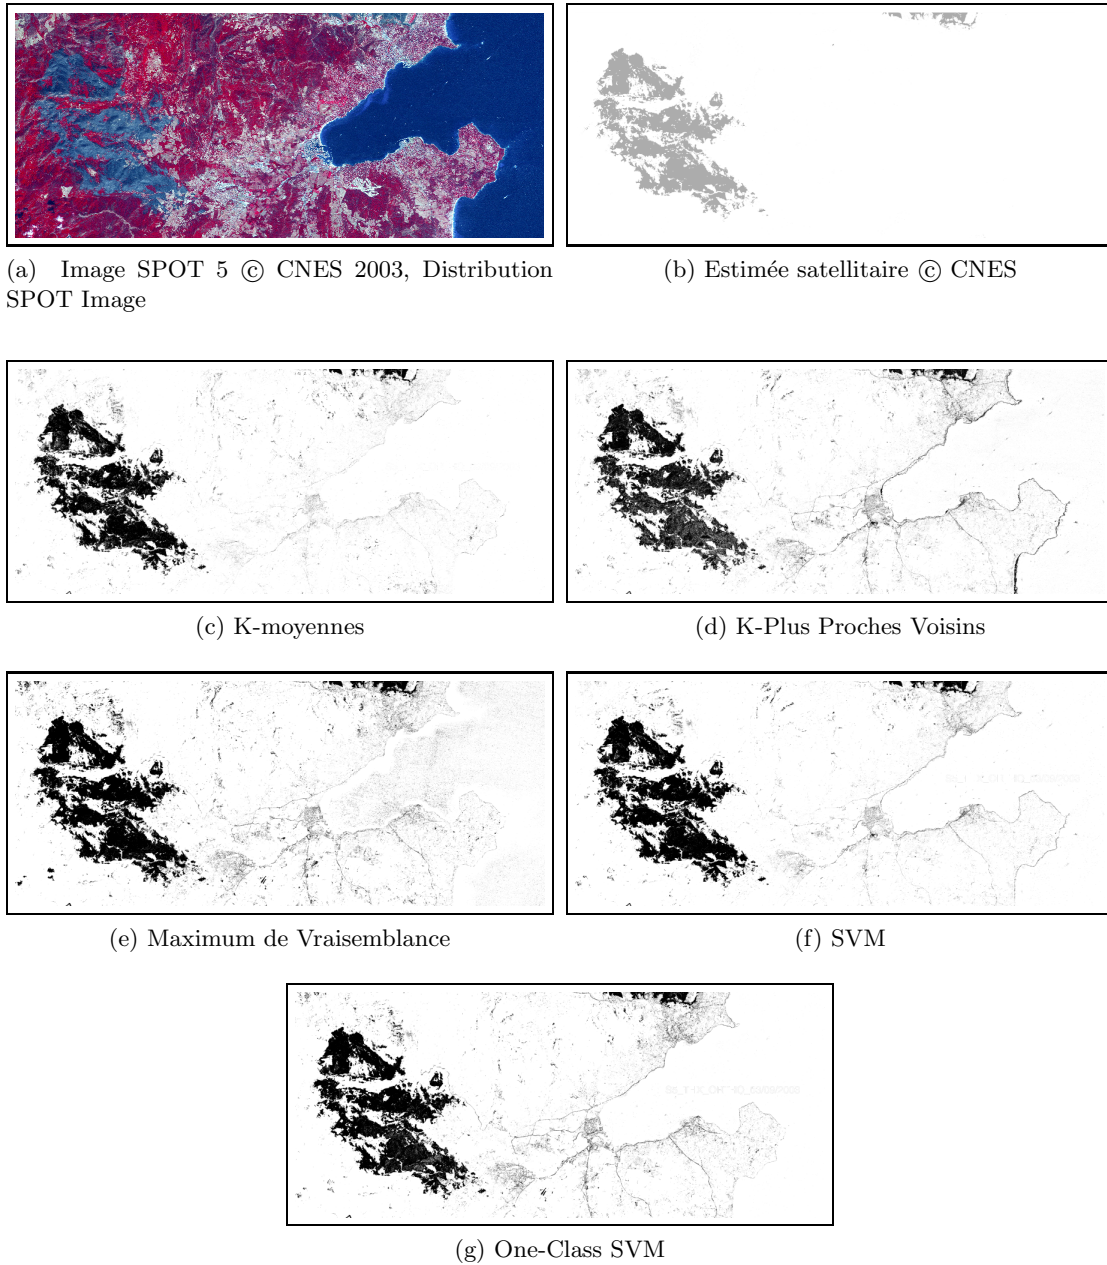 (a) Image SPOT 5 © CNES 2003, Distribution
SPOT Image
(b) Estimée satellitaire © CNES
(c) K-moyennes
(d) K-Plus Proches Voisins
(e) Maximum de Vraisemblance
(f) SVM
(g) One-Class SVM